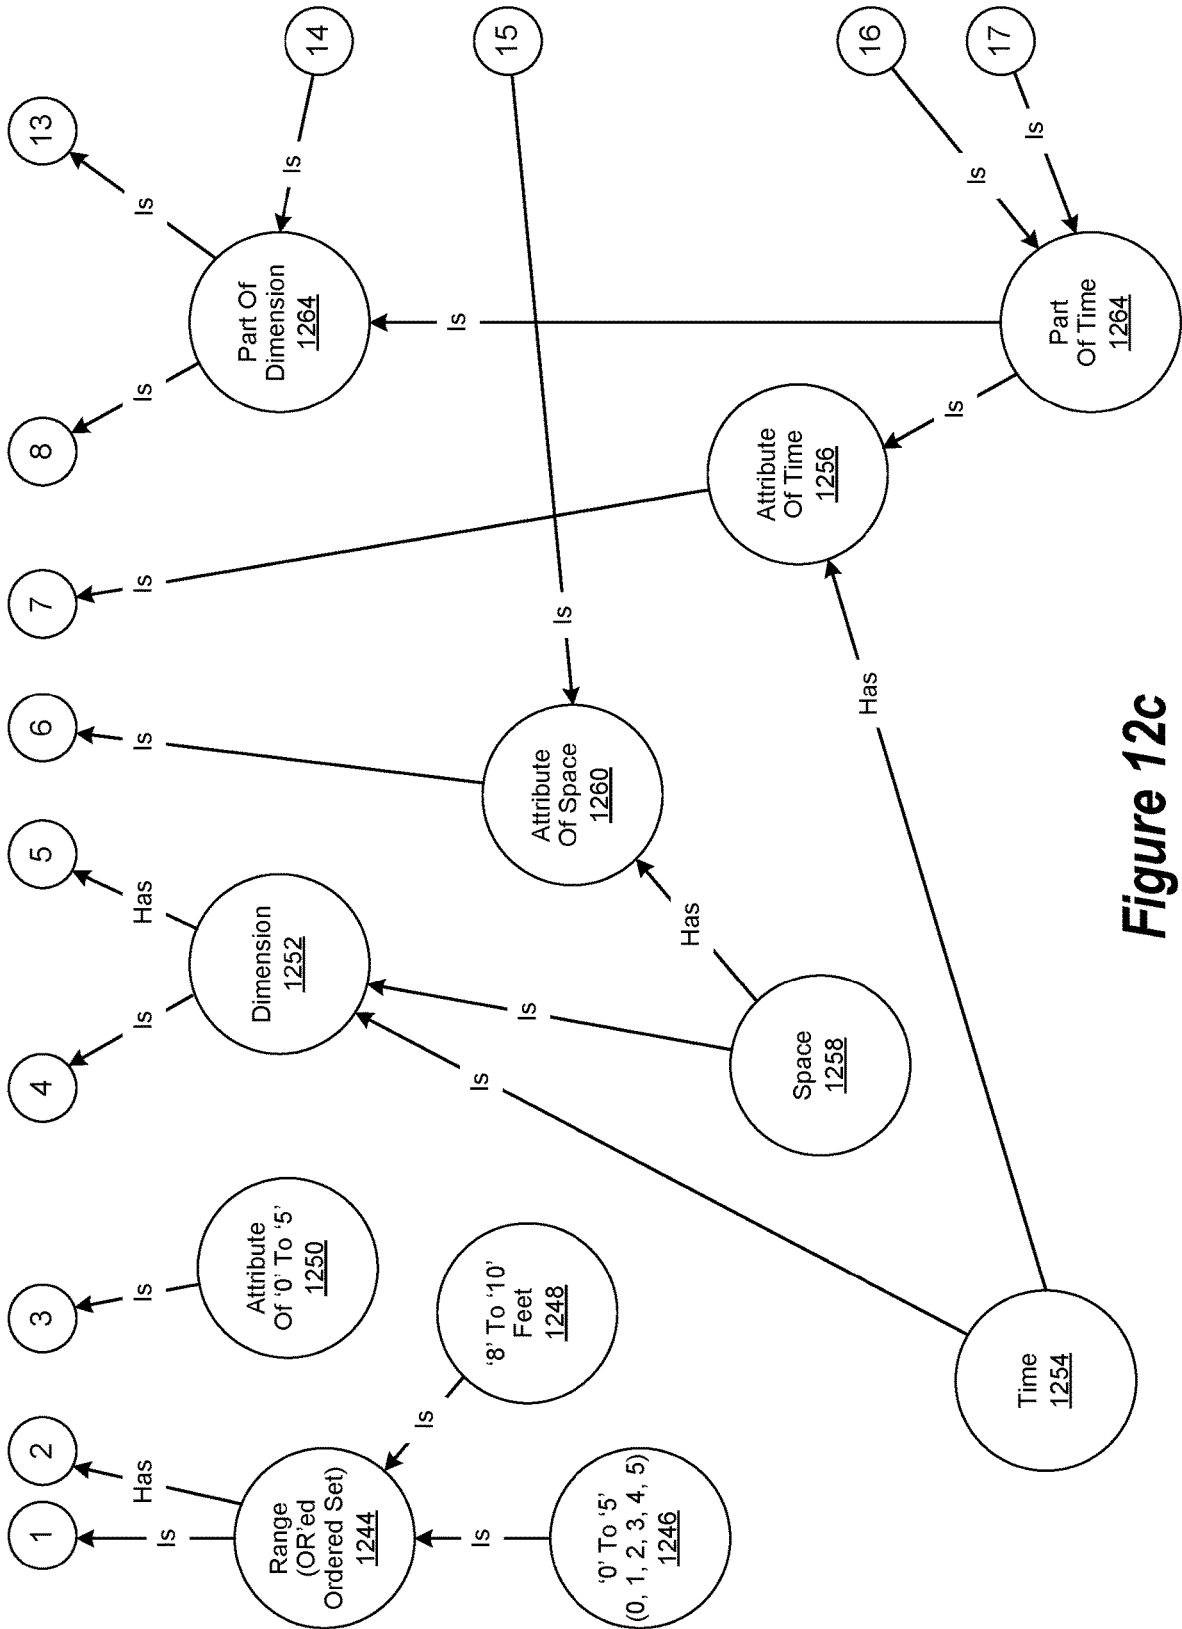 1
2
3
4
5
6
7
8
13
Is
Has
Is
Is
Has
Is
Is
Is
Is
Range
(OR'ed
Ordered Set)
1244
Attribute
Of '0' To '5'
1250
Dimension
1252
Part Of
Dimension
1264
Is
14
Is
Is
'8' To '10'
Feet
1248
Is
Is
Is
15
'0' To '5'
(0, 1, 2, 3, 4, 5)
1246
Attribute
Of Space
1260
Is
Has
Space
1258
Attribute
Of Time
1256
Has
Is
Is
16
Time
1254
Part
Of Time
1264
Is
17
Figure 12c